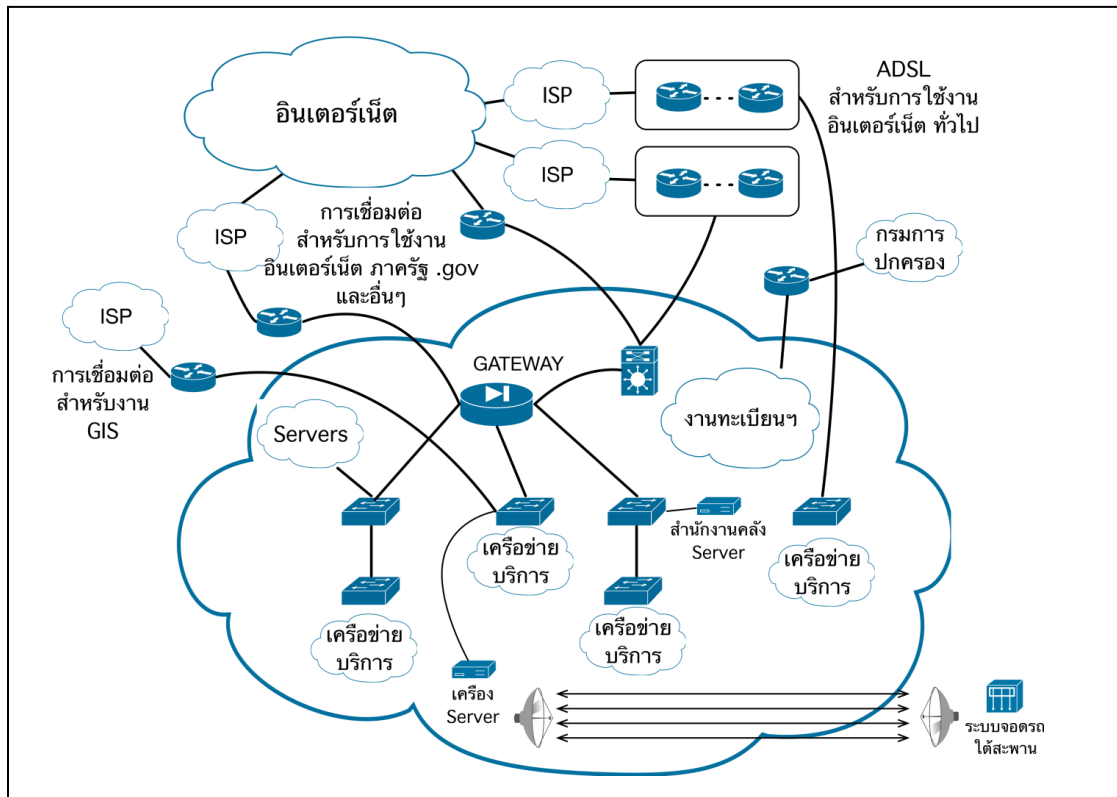 อินเตอร์เน็ต
ISP
ADSL
สำหรับการใช้งาน
อินเตอร์เน็ต ทั่วไป
ISP
ISP
การเชื่อมต่อ
สำหรับการใช้งาน
อินเตอร์เน็ต ภาครัฐ .gov
และอื่นๆ
กรมการ
ปกครอง
ISP
การเชื่อมต่อ
สำหรับงาน
GIS
GATEWAY
Servers
งานทะเบียนฯ
สำนักงานคลัง
Server
เครือข่าย
บริการ
เครือข่าย
บริการ
เครือข่าย
บริการ
เครือข่าย
บริการ
เครื่อง
Server
ระบบจอดรถ
ใต้สะพาน